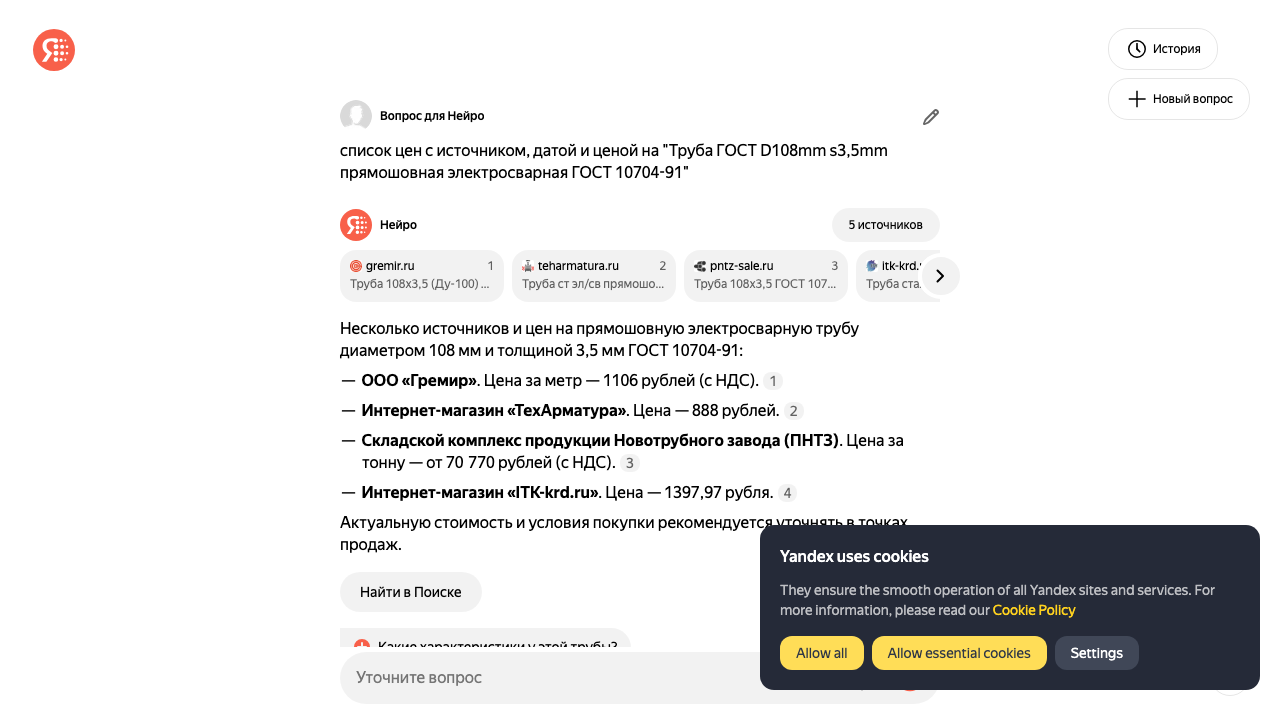 История
Новый вопрос
Вопрос для Нейро
список цен с источником, датой и ценой на "Труба ГОСТ D108mm s3,5mm
прямошовная электросварная ГОСТ 10704-91"
Нейро
5 источников
gremir.ru 1
Труба 108х3,5 (Ду-100) ...
teharmatura.ru 2
Труба ст эл/св прямошо...
pntz-sale.ru 3
Труба 108х3,5 ГОСТ 107...
itk-krd.
Труба ста
Несколько источников и цен на прямошовную электросварную трубу
диаметром 108 мм и толщиной 3,5 мм ГОСТ 10704-91:
— ООО «Гремир». Цена за метр — 1106 рублей (с НДС). 1
— Интернет-магазин «ТехАрматура». Цена — 888 рублей. 2
— Складской комплекс продукции Новотрубного завода (ПНТЗ). Цена за
тонну — от 70 770 рублей (с НДС). 3
— Интернет-магазин «ITK-krd.ru». Цена — 1397,97 рубля. 4
Актуальную стоимость и условия покупки рекомендуется уточнять в точках
продаж.
Найти в Поиске
Какие характеристики у этой трубы?
Уточните вопрос
Yandex uses cookies
They ensure the smooth operation of all Yandex sites and services. For
more information, please read our Cookie Policy
Allow all
Allow essential cookies
Settings